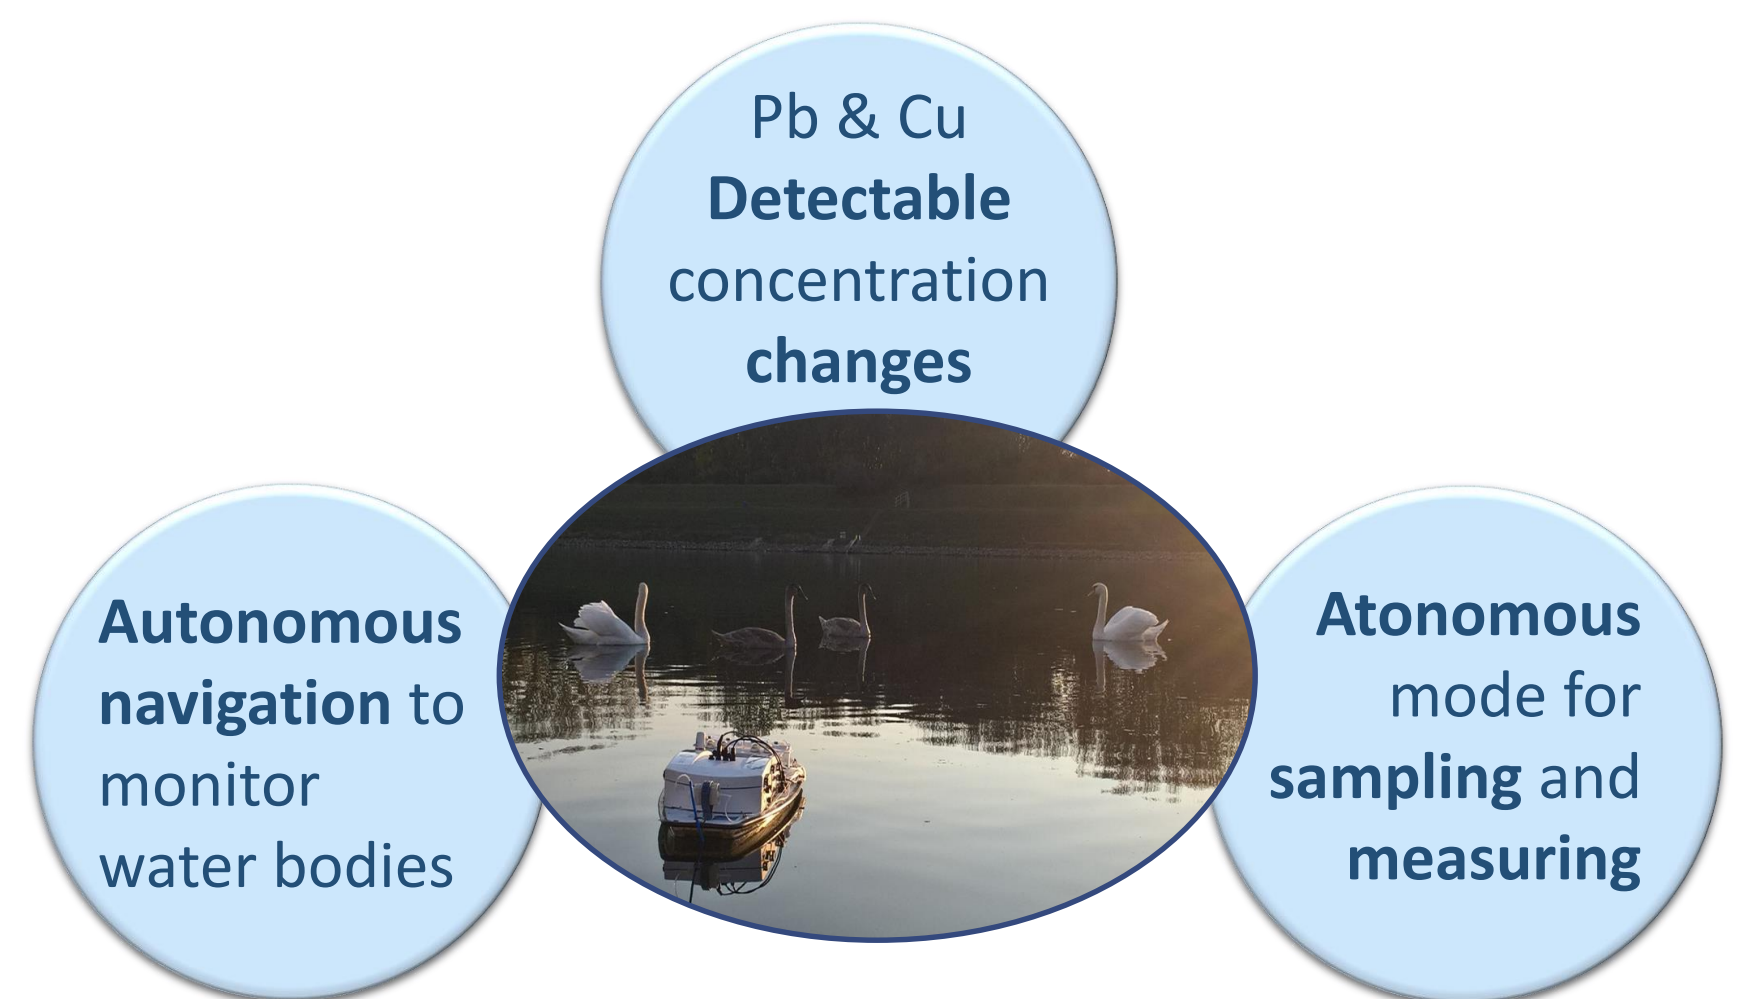 Pb & Cu
Detectable
concentration
changes
Autonomous
navigation to
monitor
water bodies
Atonomous
mode for
sampling and
measuring